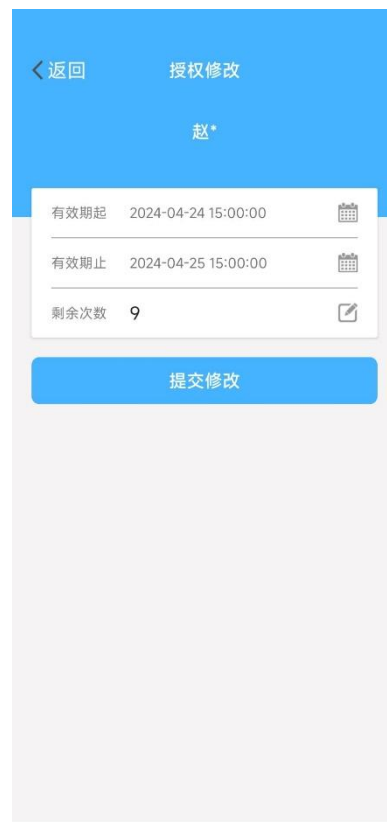 返回 授权修改
赵*
有效期起 2024-04-24 15:00:00
有效期止 2024-04-25 15:00:00
剩余次数 9
提交修改